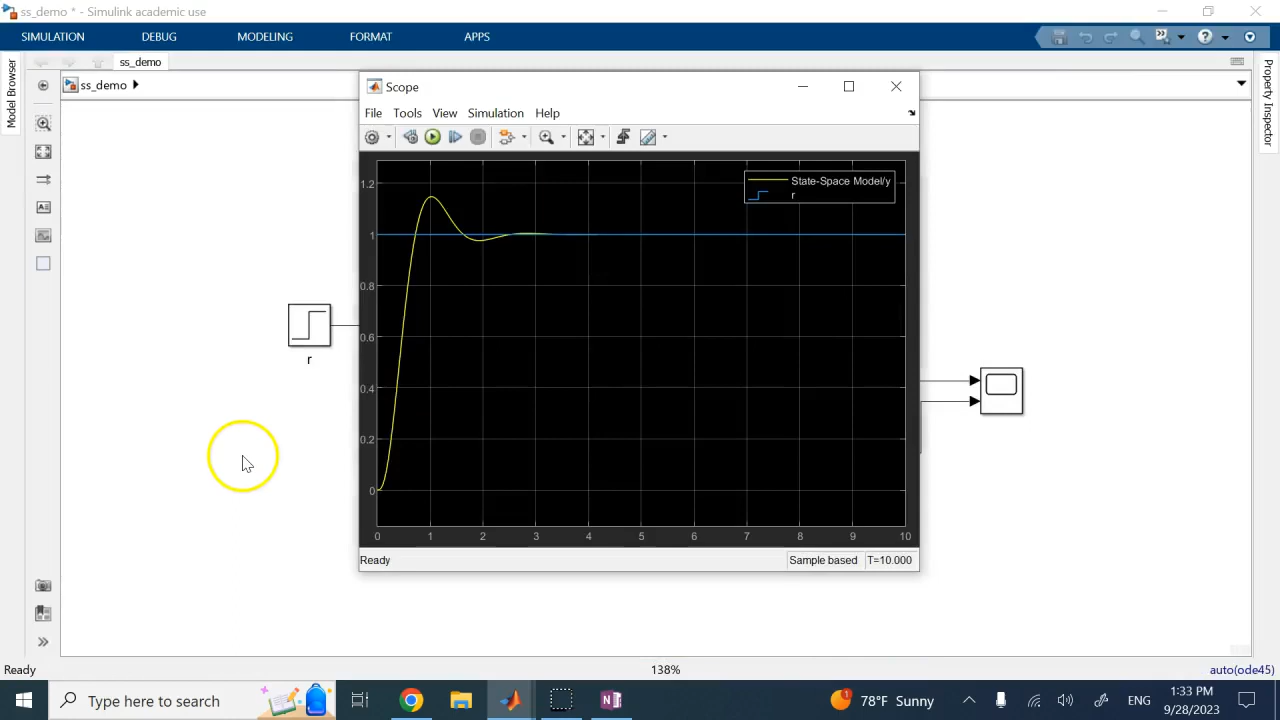 ss_demo * - Simulink academic use
SIMULATION DEBUG MODELING FORMAT APPS
Model Browser
ss_demo
ss_demo
Property Inspector
Scope
File Tools View Simulation Help
State-Space Model/y
r
1.2
1
0.8
0.6
0.4
0.2
0
0 1 2 3 4 5 6 7 8 9 10
Ready Sample based T=10.000
r
Ready 138% auto(ode45)
Type here to search
1 78°F Sunny ENG 1:33 PM
9/28/2023